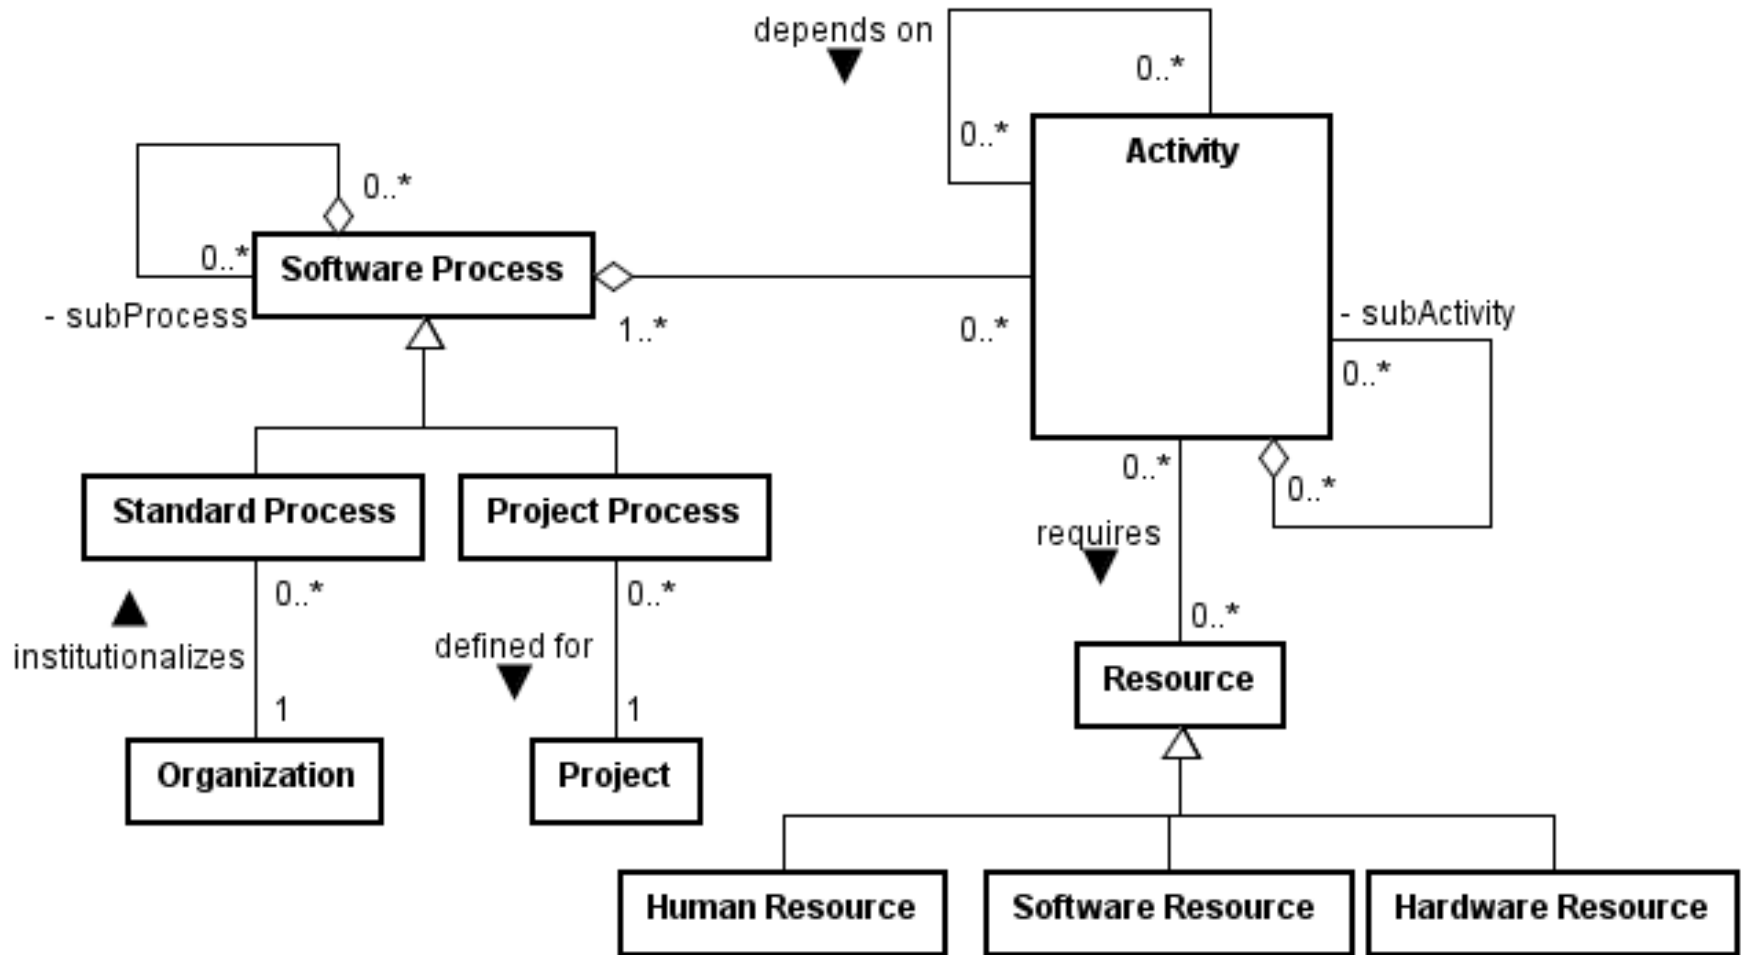 depends on
0..*
0..*
Activity
0..*
0..*
Software Process
- subProcess
1..*
0..*
- subActivity
0..*
0..*
0..*
requires
0..*
Standard Process
Project Process
0..*
0..*
institutionalizes
defined for
1
1
Resource
Organization
Project
Human Resource
Software Resource
Hardware Resource